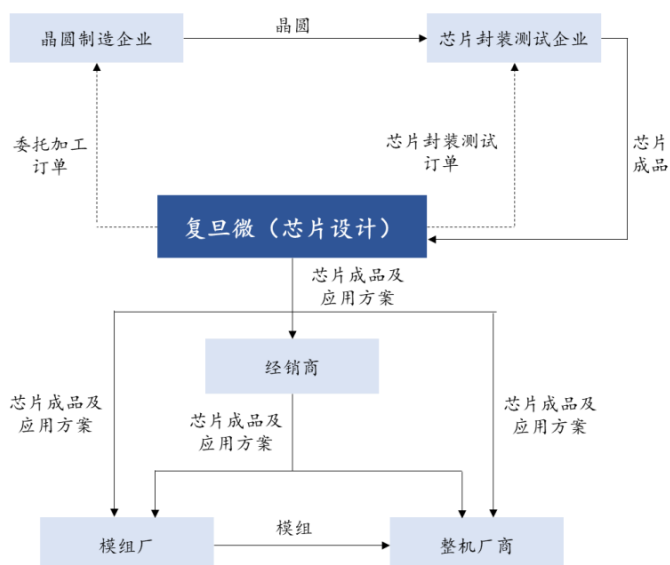 晶圆制造企业
晶圆
芯片封装测试企业
委托加工
订单
芯片封装测试
订单
芯片
成品
复旦微（芯片设计）
芯片成品及
应用方案
经销商
芯片成品及
应用方案
芯片成品及
应用方案
芯片成品及
应用方案
模组厂
模组
整机厂商